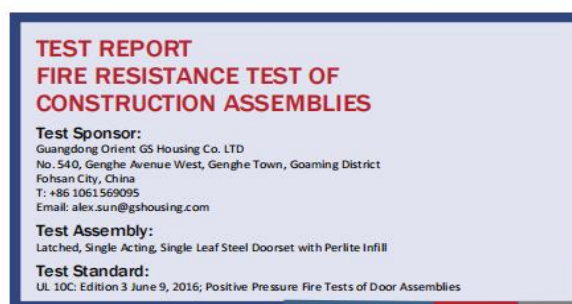 TEST REPORT
FIRE RESISTANCE TEST OF
CONSTRUCTION ASSEMBLIES
Test Sponsor:
Guangdong Orient GS Housing Co. LTD
No. 540, Genghe Avenue West, Genghe Town, Goaming District
Fohsan City, China
T: +86 1061569095
Email: alex.sun@gshousing.com
Test Assembly:
Latched, Single Acting, Single Leaf Steel Doorset with Perlite Infill
Test Standard:
UL 10C: Edition 3 June 9, 2016; Positive Pressure Fire Tests of Door Assemblies